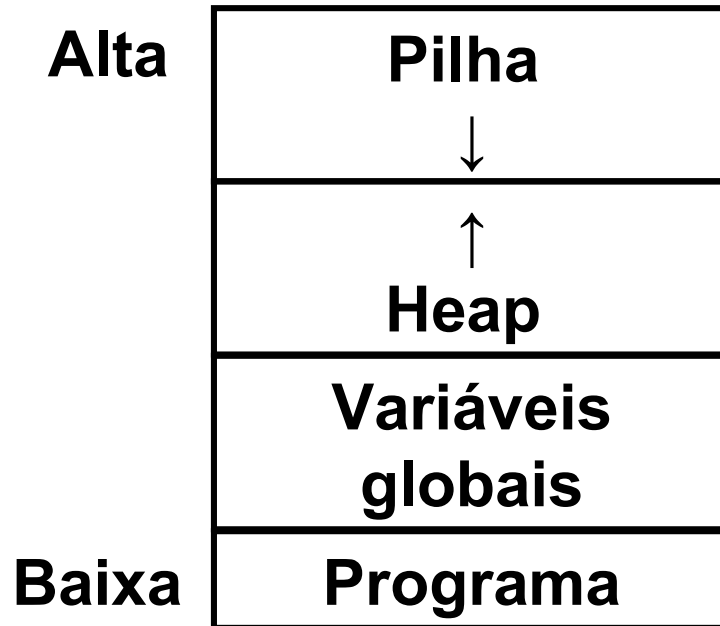 Alta
Pilha
↓
↑
Heap
Variáveis
globais
Baixa
Programa